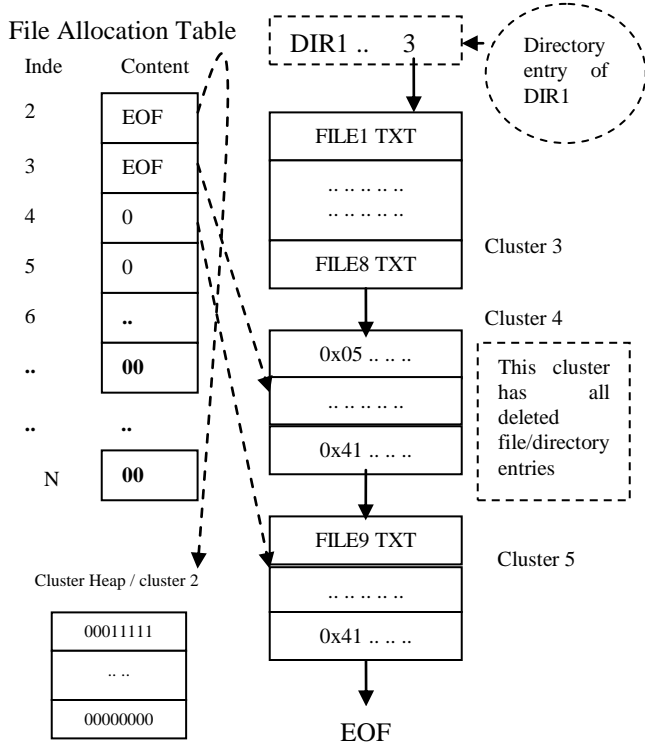 File Allocation Table
Inde Content
2 EOF
3 EOF
4 0
5 0
6 ..
.. 00
.. ..
N 00
Cluster Heap / cluster 2
00011111
.. ..
00000000
DIR1 .. 3
Directory
entry of
DIR1
FILE1 TXT
.. .. .. .. ..
.. .. .. .. ..
FILE8 TXT
Cluster 3
Cluster 4
0x05 .. .. ..
.. .. .. .. ..
0x41 .. .. ..
This cluster
has all
deleted
file/directory
entries
FILE9 TXT
.. .. .. .. ..
0x41 .. .. ..
Cluster 5
EOF